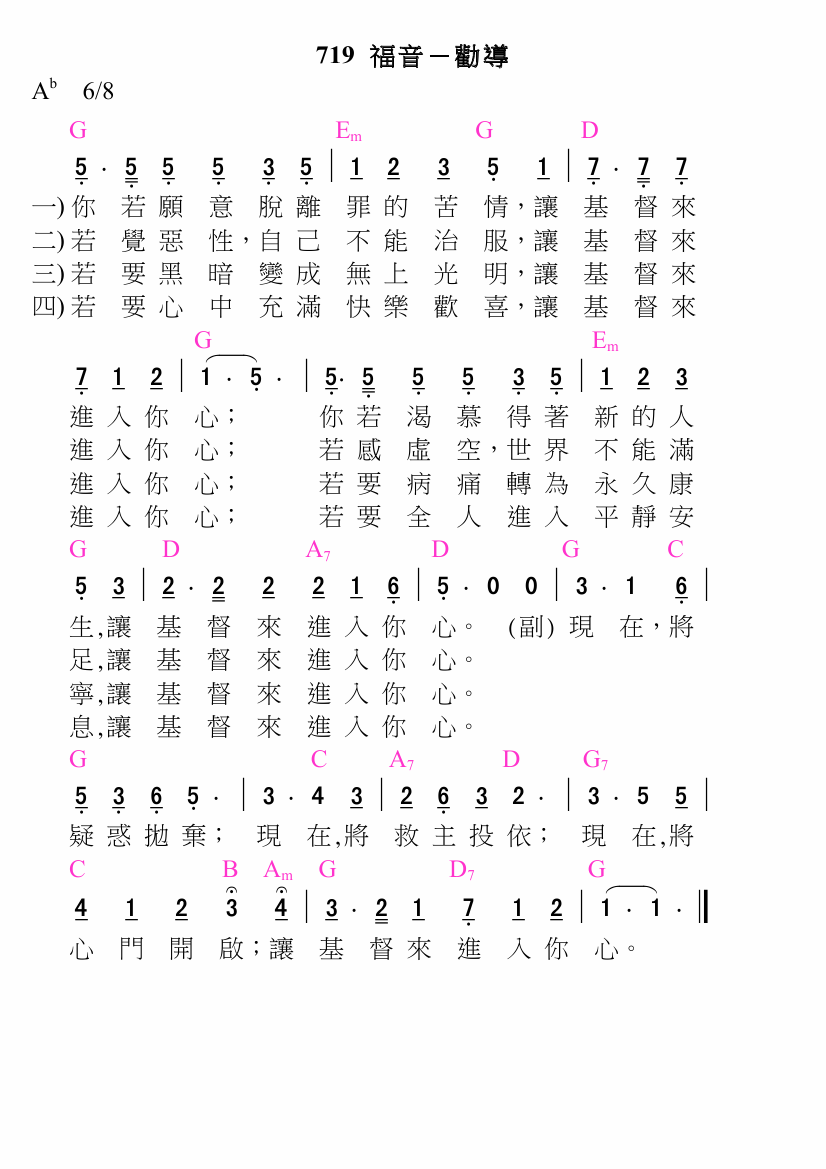 719 福音－勸導
A♭ 6/8
G Em G D
5 · 5 5 5 3 5 | 1 2 3 5 1 | 7 · 7 7
一) 你若願意脫離罪的苦情，讓基督來
二) 若覺惡性，自己不能治服，讓基督來
三) 若要黑暗變成無上光明，讓基督來
四) 若要心中充滿快樂歡喜，讓基督來
G Em
7 1 2 | 1 · 5 · | 5· 5 5 5 3 5 | 1 2 3
進入你心； 你若渴慕得著新的人
進入你心； 若感虛空，世界不能滿
進入你心； 若要病痛轉為永久康
進入你心； 若要全人進入平靜安
G D A7 D G C
5 3 | 2 · 2 2 2 1 6 | 5 · 0 0 | 3 · 1 6 |
生,讓基督來進入你心。 (副) 現在，將
足,讓基督來進入你心。
寧,讓基督來進入你心。
息,讓基督來進入你心。
G C A7 D G7
5 3 6 5 · | 3 · 4 3 | 2 6 3 2 · | 3 · 5 5 |
疑惑拋棄； 現在,將救主投依； 現在,將
C B Am G D7 G
4 1 2 3 4 | 3 · 2 1 7 1 2 | 1 · 1 · ‖
心門開啟；讓基督來進入你心。